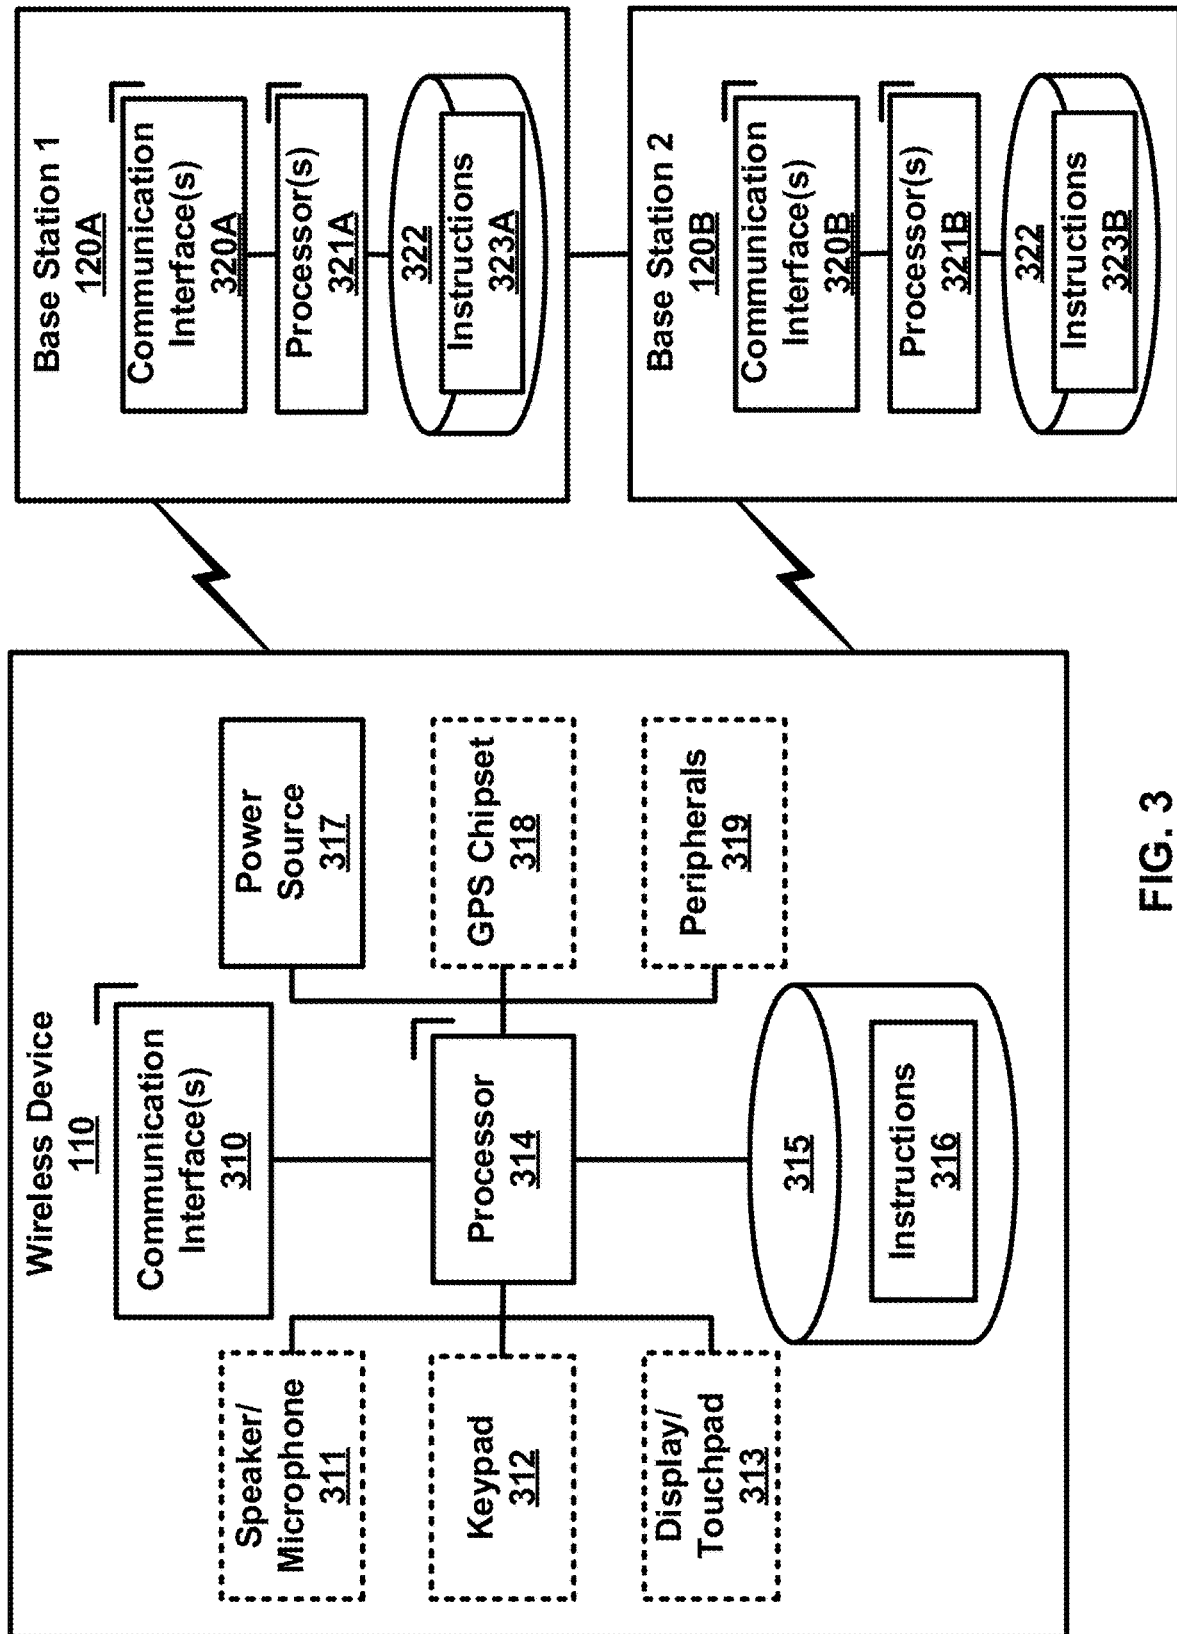 Wireless Device
110
Communication
Interface(s)
310
Speaker/
Microphone
311
Keypad
312
Display/
Touchpad
313
Processor
314
Power
Source
317
GPS Chipset
318
Peripherals
319
315
Instructions
316
Base Station 1
120A
Communication
Interface(s)
320A
Processor(s)
321A
322
Instructions
323A
Base Station 2
120B
Communication
Interface(s)
320B
Processor(s)
321B
322
Instructions
323B
FIG. 3